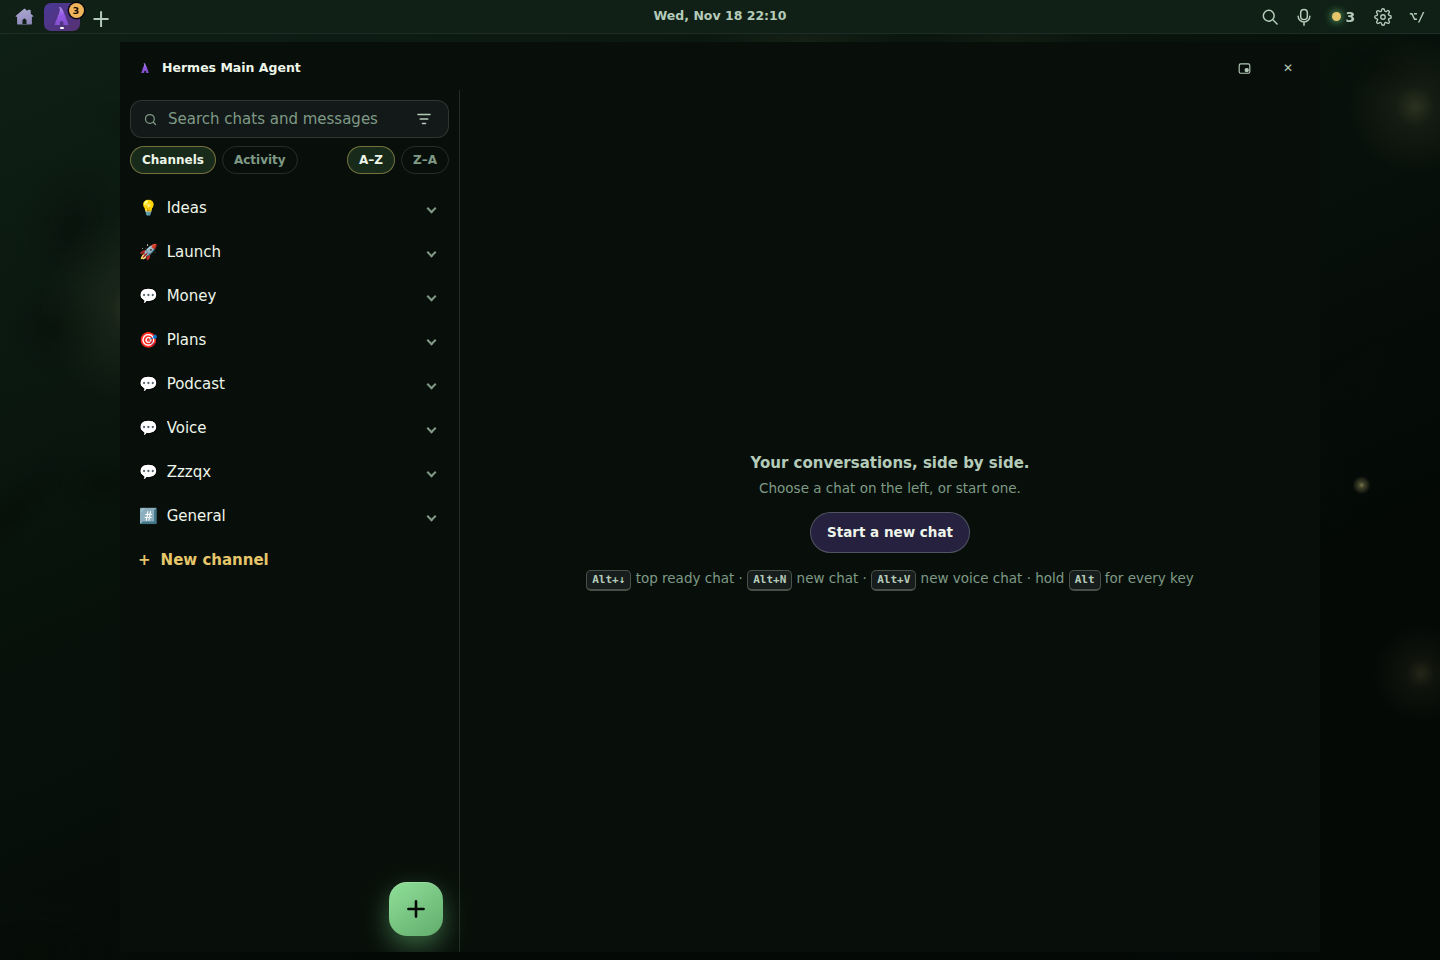 3
Wed, Nov 18 22:10
3
⌥/
Hermes Main Agent
Search chats and messages
Channels Activity A–Z Z–A
Ideas
Launch
Money
Plans
Podcast
Voice
Zzzqx
# General
+ New channel
Your conversations, side by side.
Choose a chat on the left, or start one.
Start a new chat
Alt+↓ top ready chat · Alt+N new chat · Alt+V new voice chat · hold Alt for every key